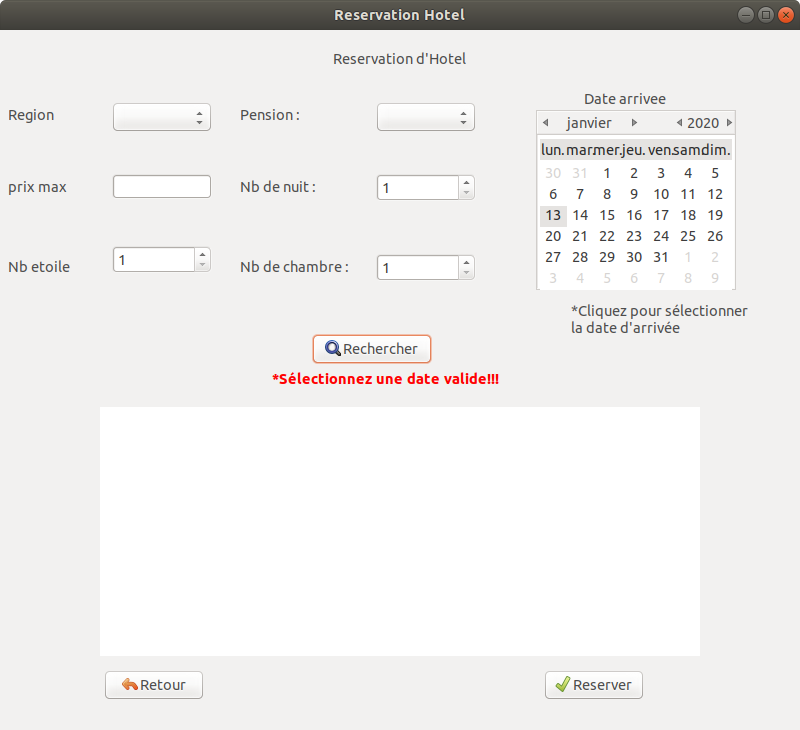 Reservation Hotel
Reservation d'Hotel
Date arrivee
Region
Pension :
janvier 2020
lun. mar. mer. jeu. ven. sam. dim.
30 31 1 2 3 4 5
prix max
Nb de nuit :
1
6 7 8 9 10 11 12
13 14 15 16 17 18 19
20 21 22 23 24 25 26
27 28 29 30 31 1 2
3 4 5 6 7 8 9
Nb etoile
1
Nb de chambre :
1
*Cliquez pour sélectionner
la date d'arrivée
Rechercher
*Sélectionnez une date valide!!!
Retour
Reserver